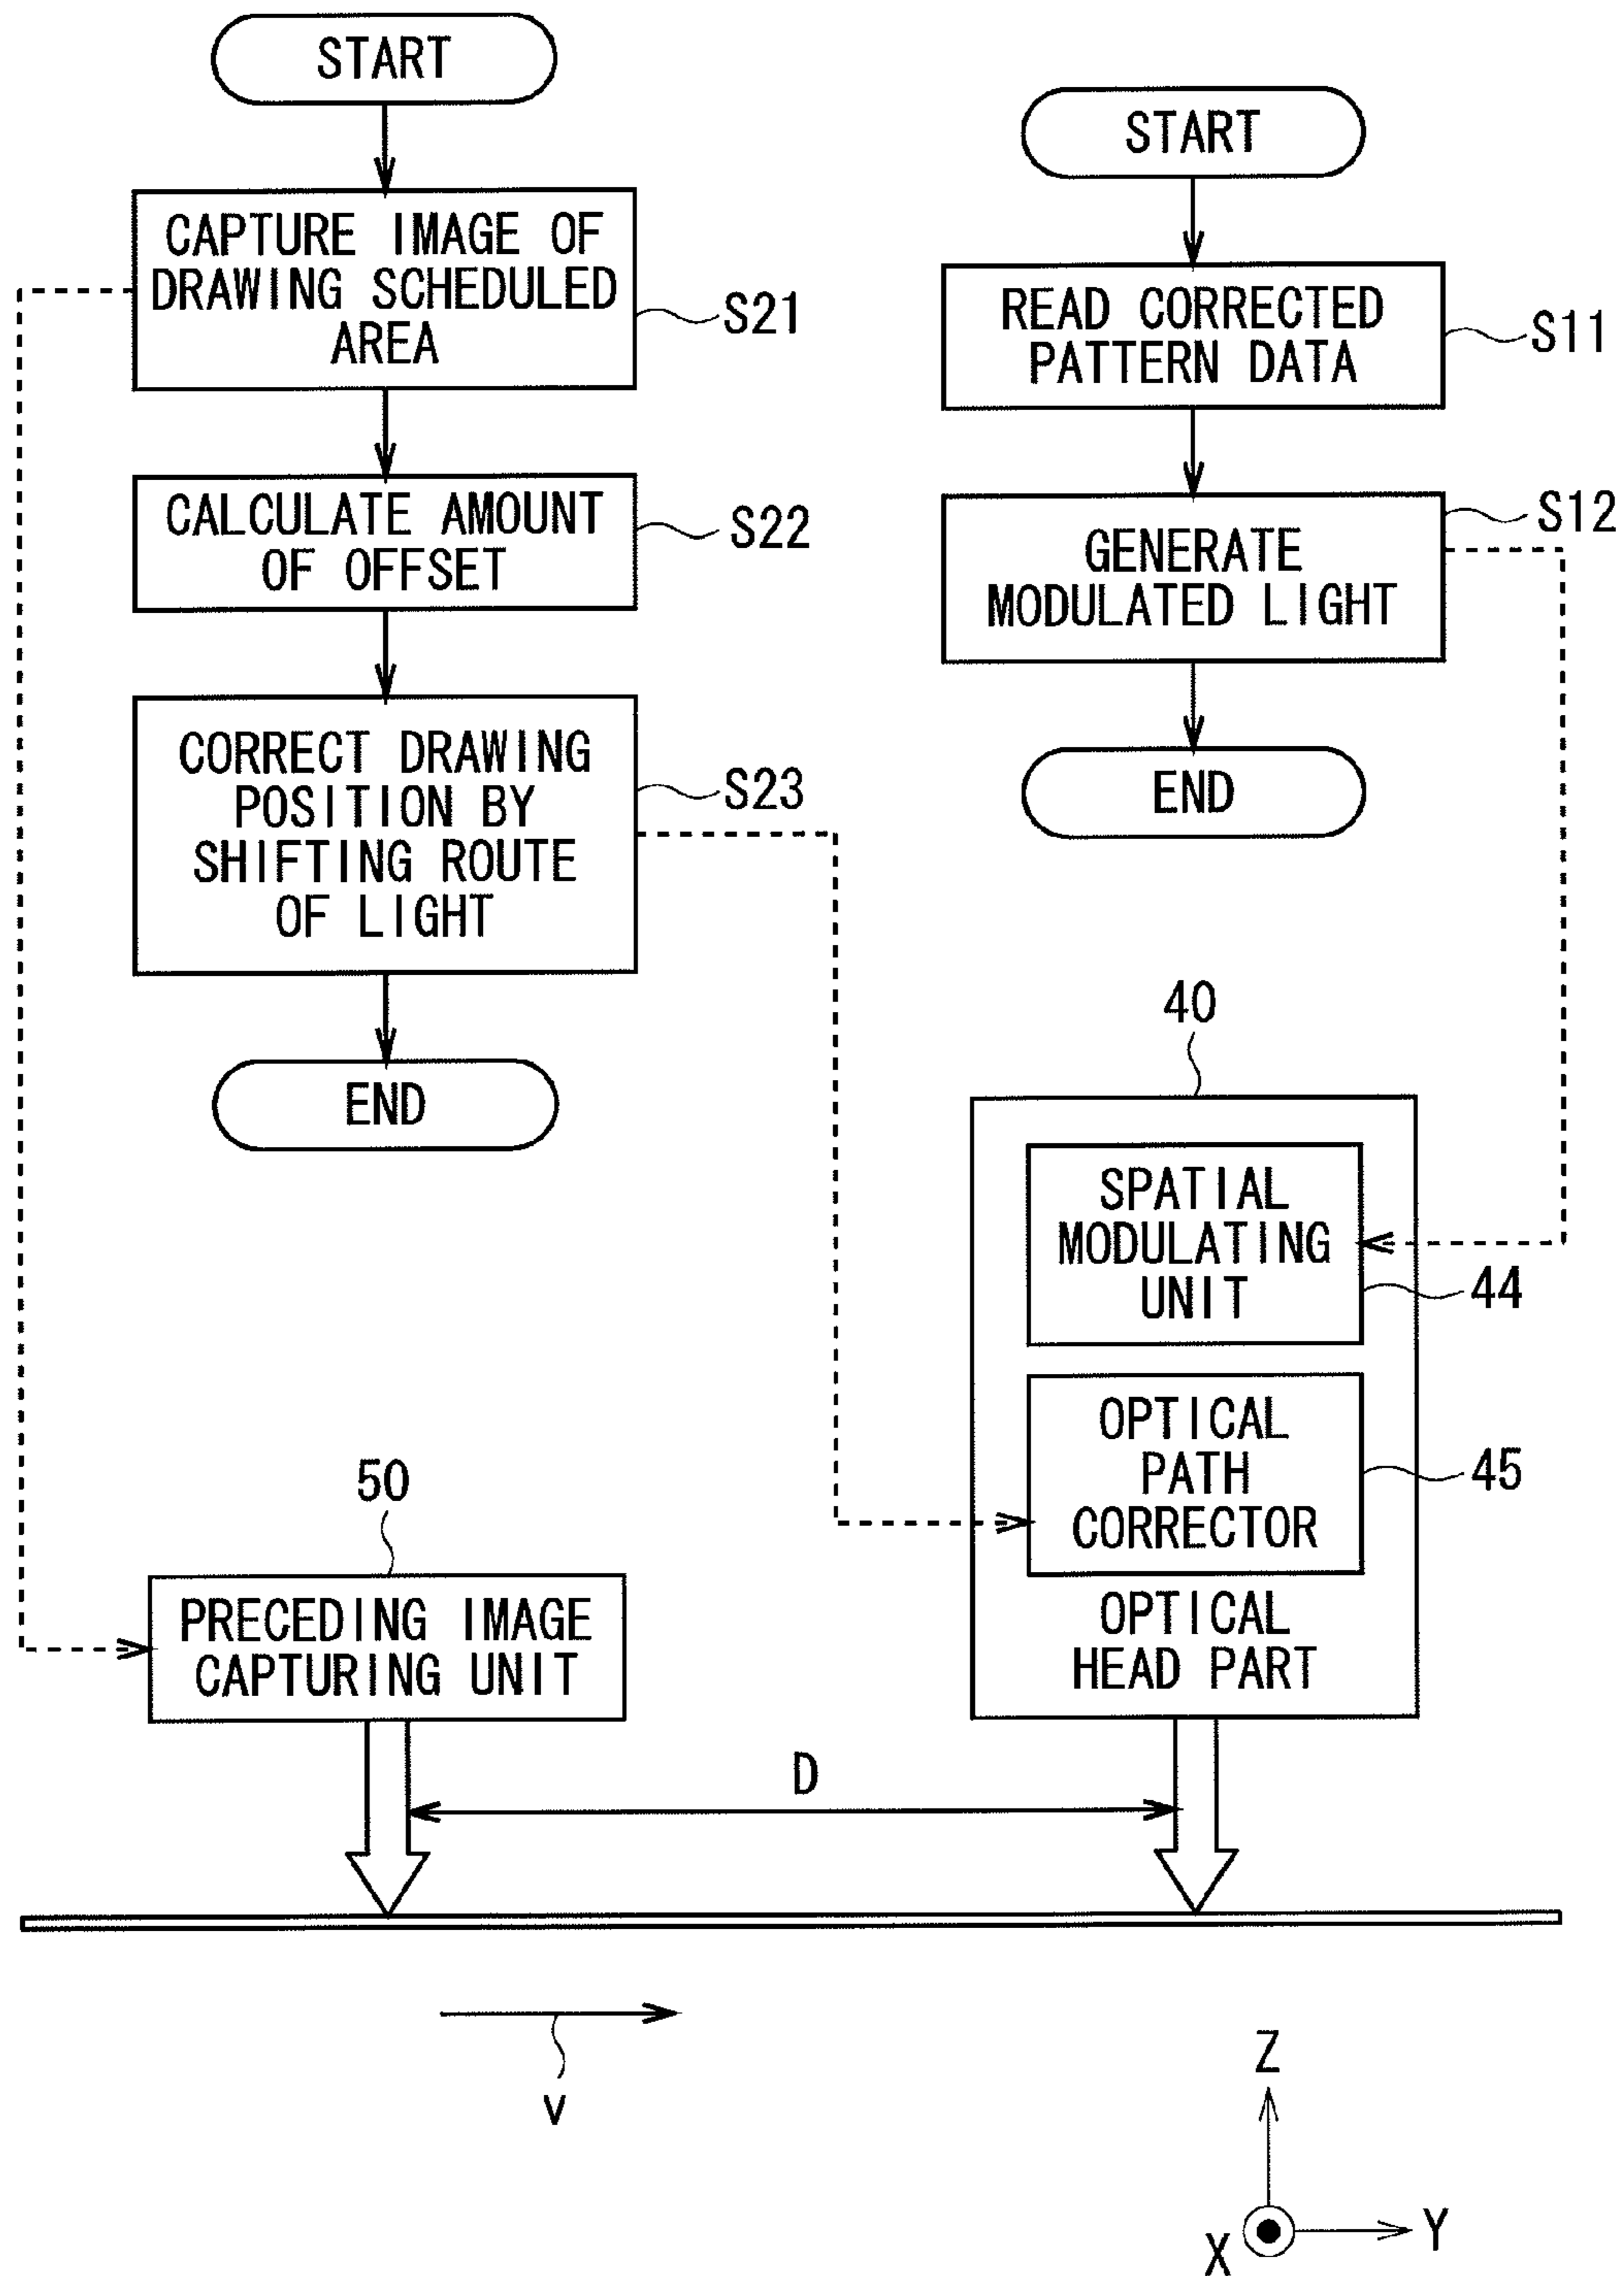 START
CAPTURE IMAGE OF
DRAWING SCHEDULED
AREA
S21
CALCULATE AMOUNT
OF OFFSET
S22
CORRECT DRAWING
POSITION BY
SHIFTING ROUTE
OF LIGHT
S23
END
START
READ CORRECTED
PATTERN DATA
S11
GENERATE
MODULATED LIGHT
S12
END
40
SPATIAL
MODULATING
UNIT
44
OPTICAL
PATH
CORRECTOR
45
OPTICAL
HEAD PART
50
PRECEDING IMAGE
CAPTURING UNIT
D
v
Z
X
Y